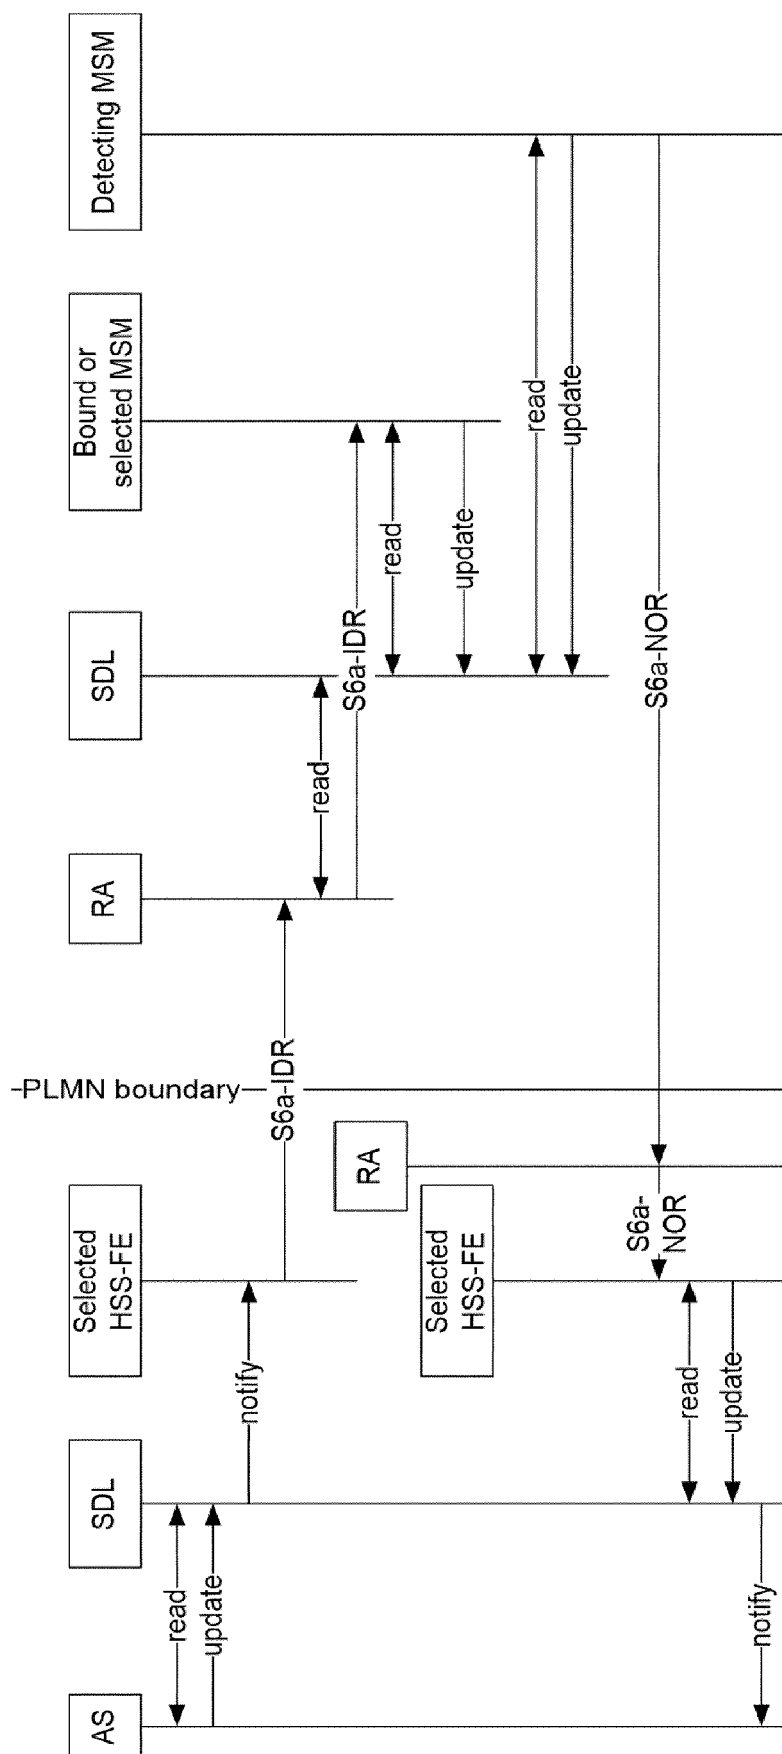 AS
SDL
Selected
HSS-FE
RA
SDL
Bound or
selected MSM
Detecting MSM
PLMN boundary
read
update
notify
S6a-IDR
read
S6a-IDR
read
update
read
update
RA
Selected
HSS-FE
S6a-NOR
S6a-
NOR
read
update
notify